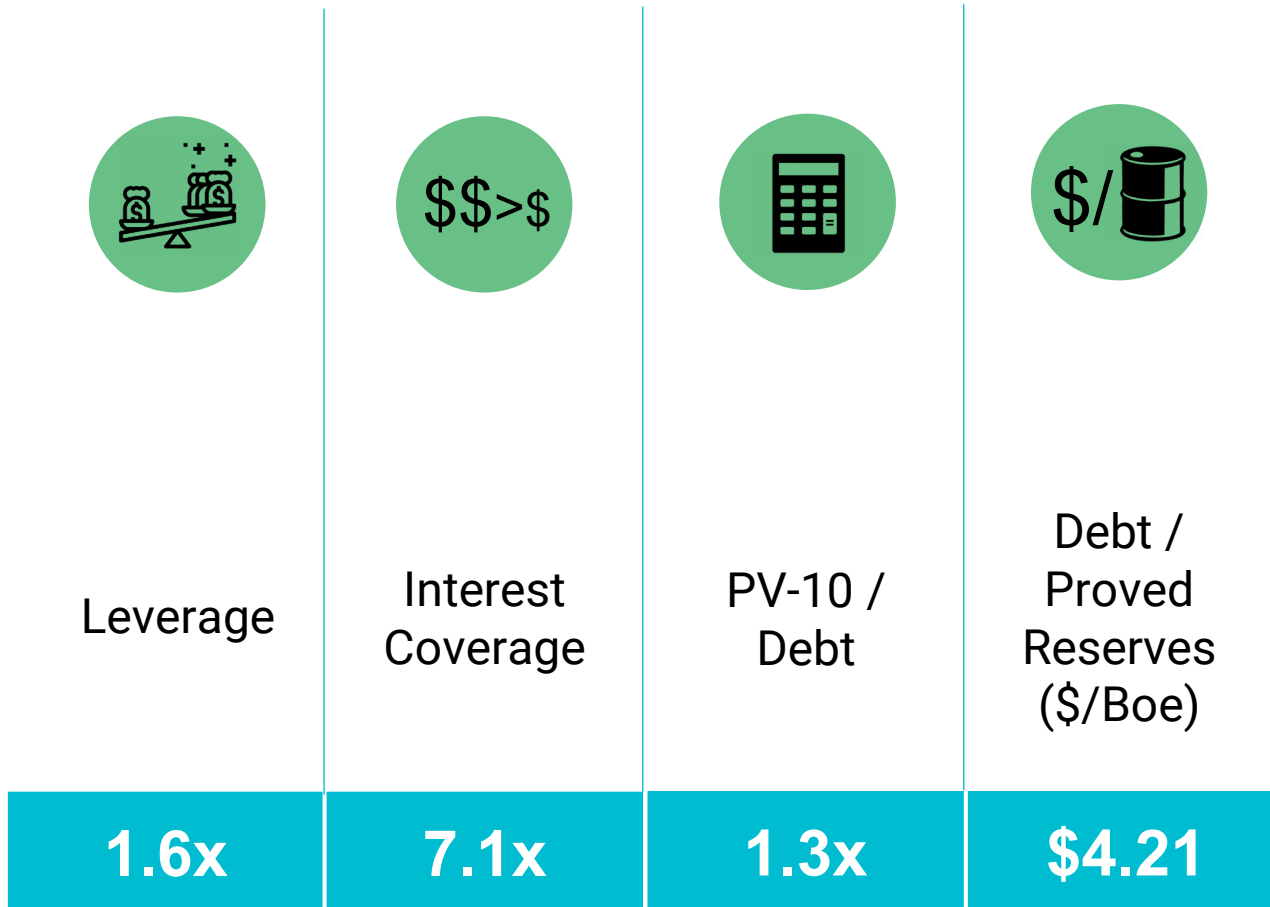 $$>$
$/
Leverage
Interest
Coverage
PV-10 /
Debt
Debt /
Proved
Reserves
($/Boe)
1.6x
7.1x
1.3x
$4.21